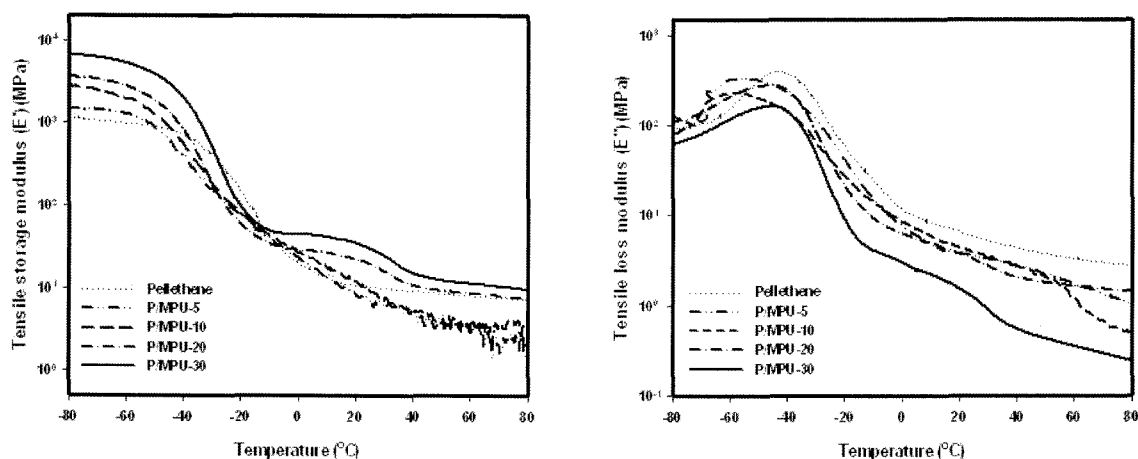 Tensile storage modulus (E') (MPa)
10⁴
10³
10²
10¹
10⁰
Pellethene
P/MPU-5
P/MPU-10
P/MPU-20
P/MPU-30
-80 -60 -40 -20 0 20 40 60 80
Temperature (°C)
Tensile loss modulus (E'') (MPa)
10³
10²
10¹
10⁰
10⁻¹
Pellethene
P/MPU-5
P/MPU-10
P/MPU-20
P/MPU-30
-80 -60 -40 -20 0 20 40 60 80
Temperature (°C)